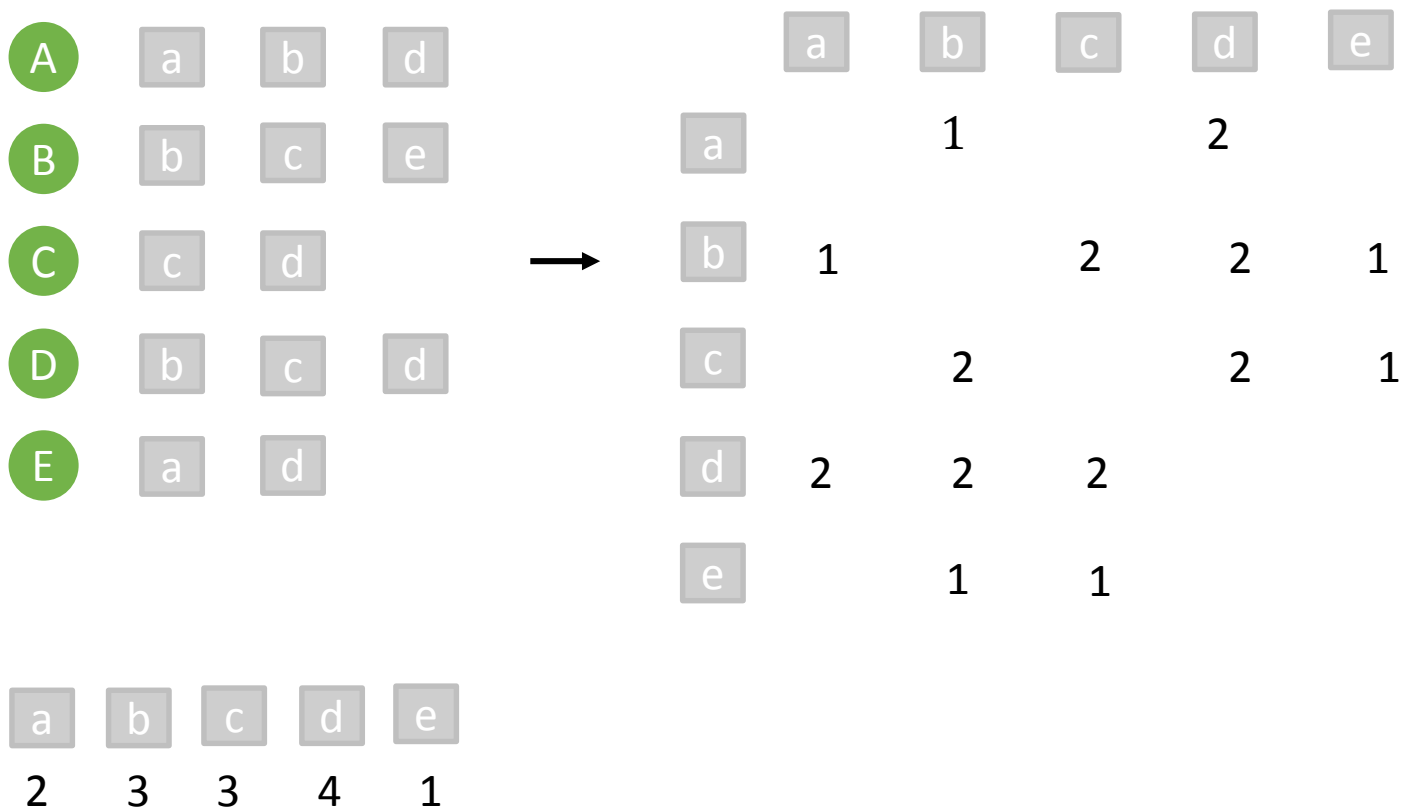 A a b d
B b c e
C c d
D b c d
E a d
a b c d e
a 1 2
b 1 2 2 1
c 2 2 1
d 2 2 2
e 1 1
a b c d e
2 3 3 4 1